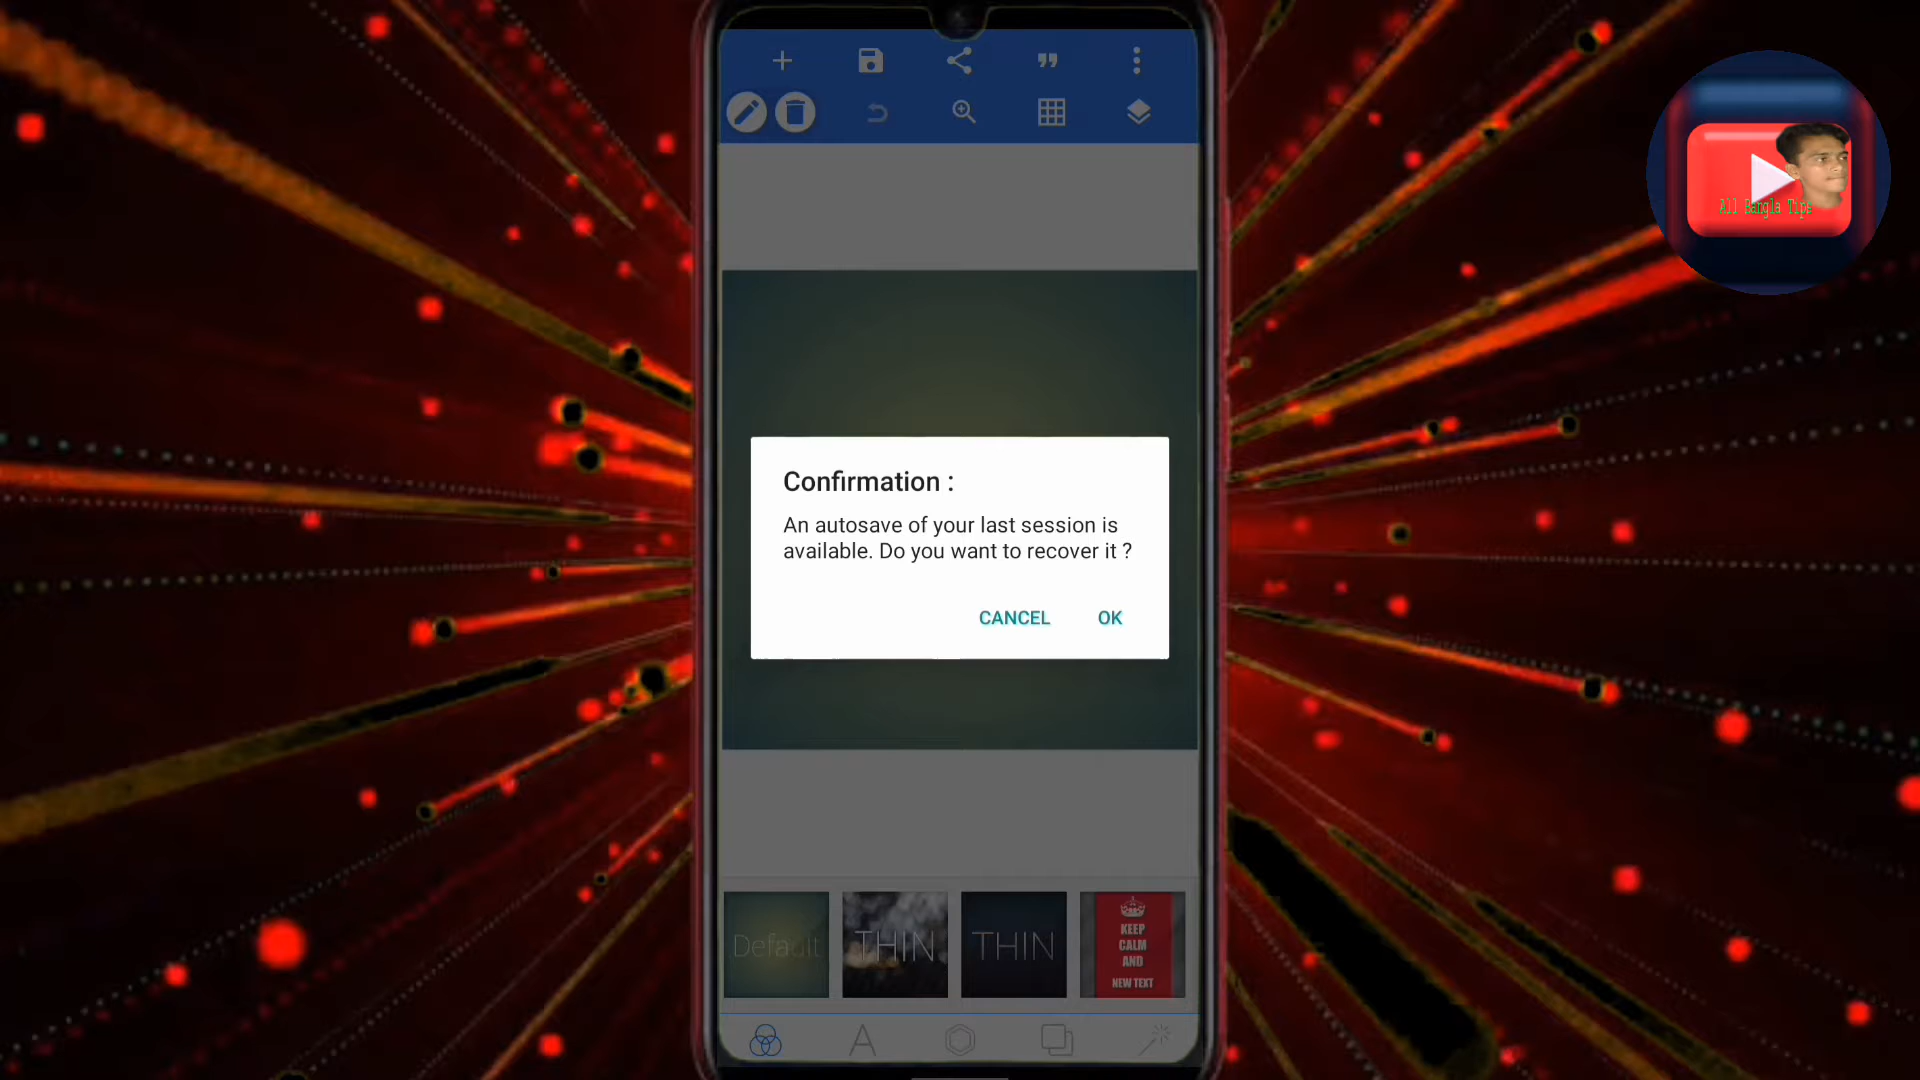 All Bangla Tips
Confirmation :
An autosave of your last session is
available. Do you want to recover it ?
CANCEL
OK
Default
THIN
THIN
KEEP
CALM
AND
NEW TEXT